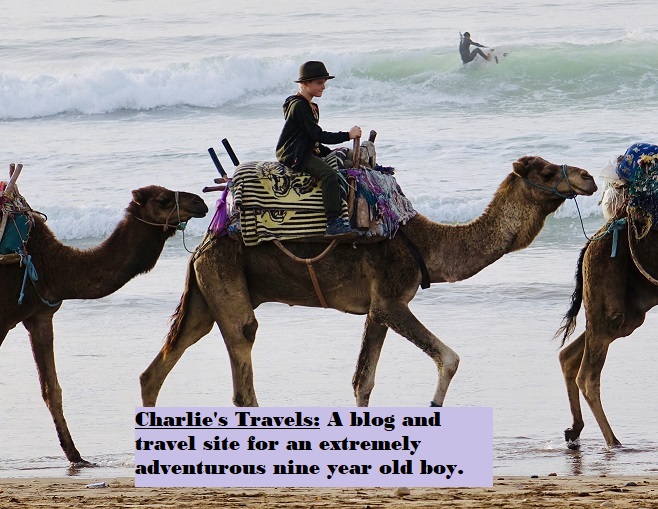 Charlie's Travels: A blog and
travel site for an extremely
adventurous nine year old boy.